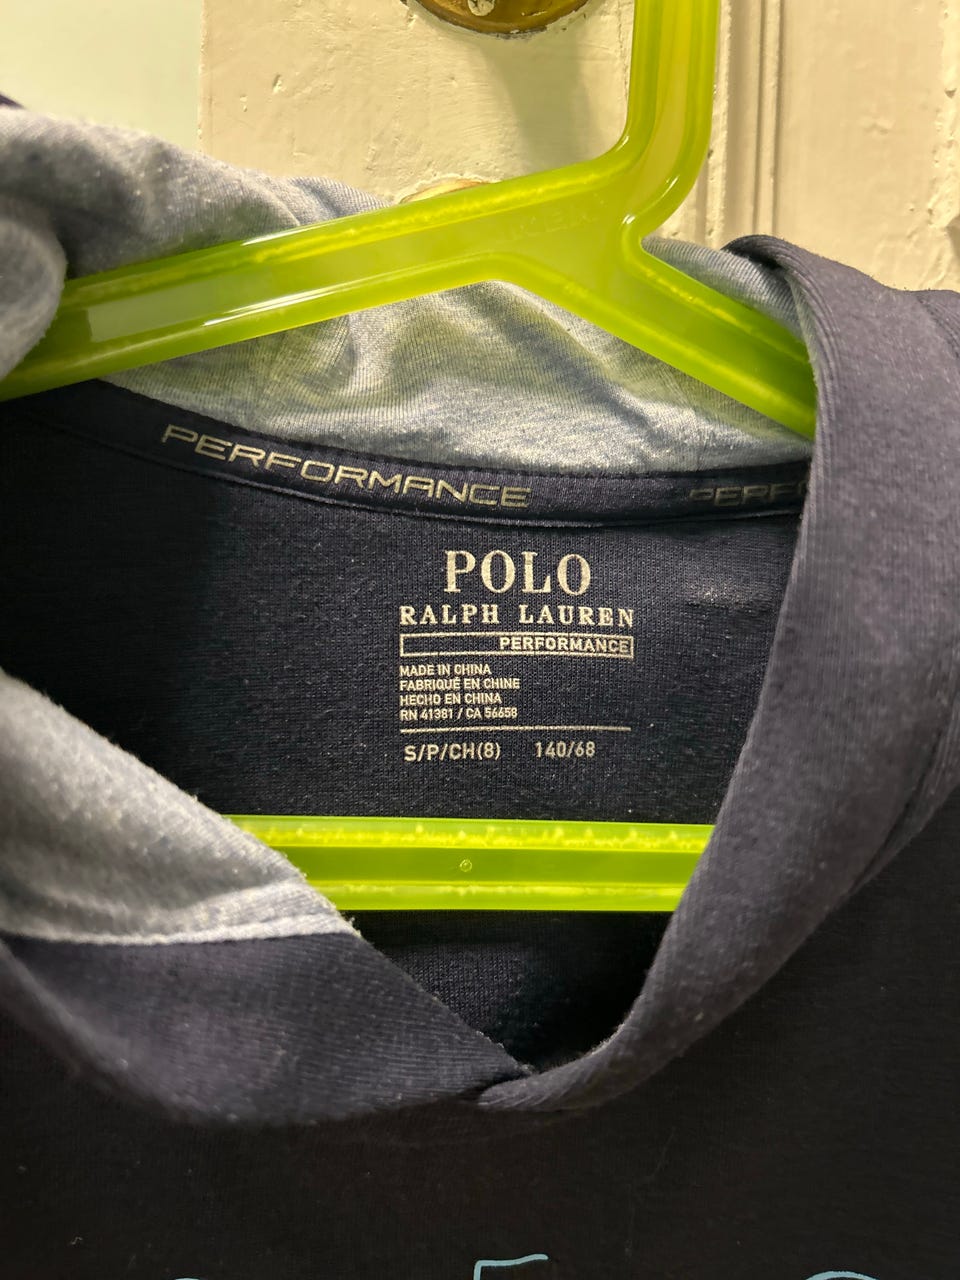 PERFORMANCE
PERF
POLO
RALPH LAUREN
PERFORMANCE
MADE IN CHINA
FABRIQUÉ EN CHINE
HECHO EN CHINA
RN 41381 / CA 56658
S/P/CH(8) 140/68